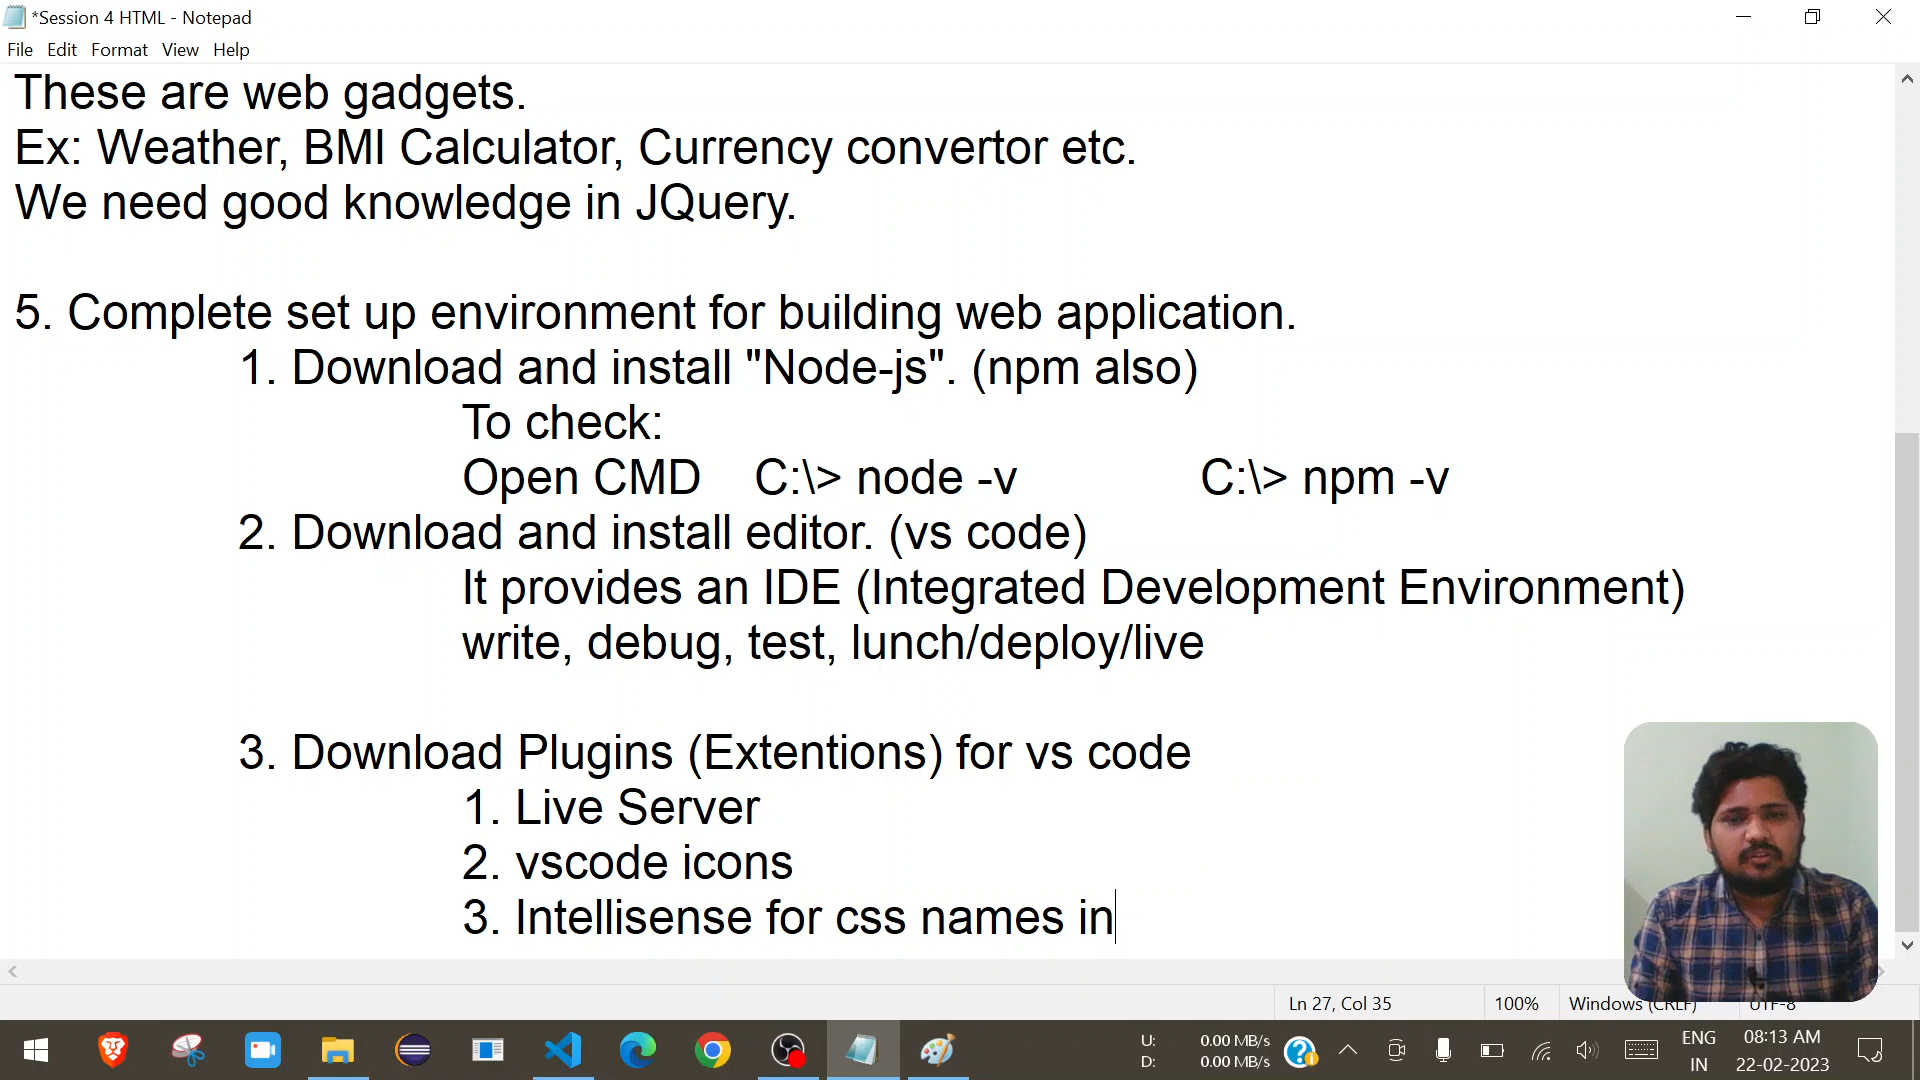 *Session 4 HTML - Notepad
File Edit Format View Help
These are web gadgets.
Ex: Weather, BMI Calculator, Currency convertor etc.
We need good knowledge in JQuery.
5. Complete set up environment for building web application.
1. Download and install "Node-js". (npm also)
To check:
Open CMD C:\> node -v C:\> npm -v
2. Download and install editor. (vs code)
It provides an IDE (Integrated Development Environment)
write, debug, test, lunch/deploy/live
3. Download Plugins (Extentions) for vs code
1. Live Server
2. vscode icons
3. Intellisense for css names in
Ln 27, Col 35 100% Windows (CRLF) UTF-8
U: 0.00 MB/s
D: 0.00 MB/s
ENG
IN
08:13 AM
22-02-2023